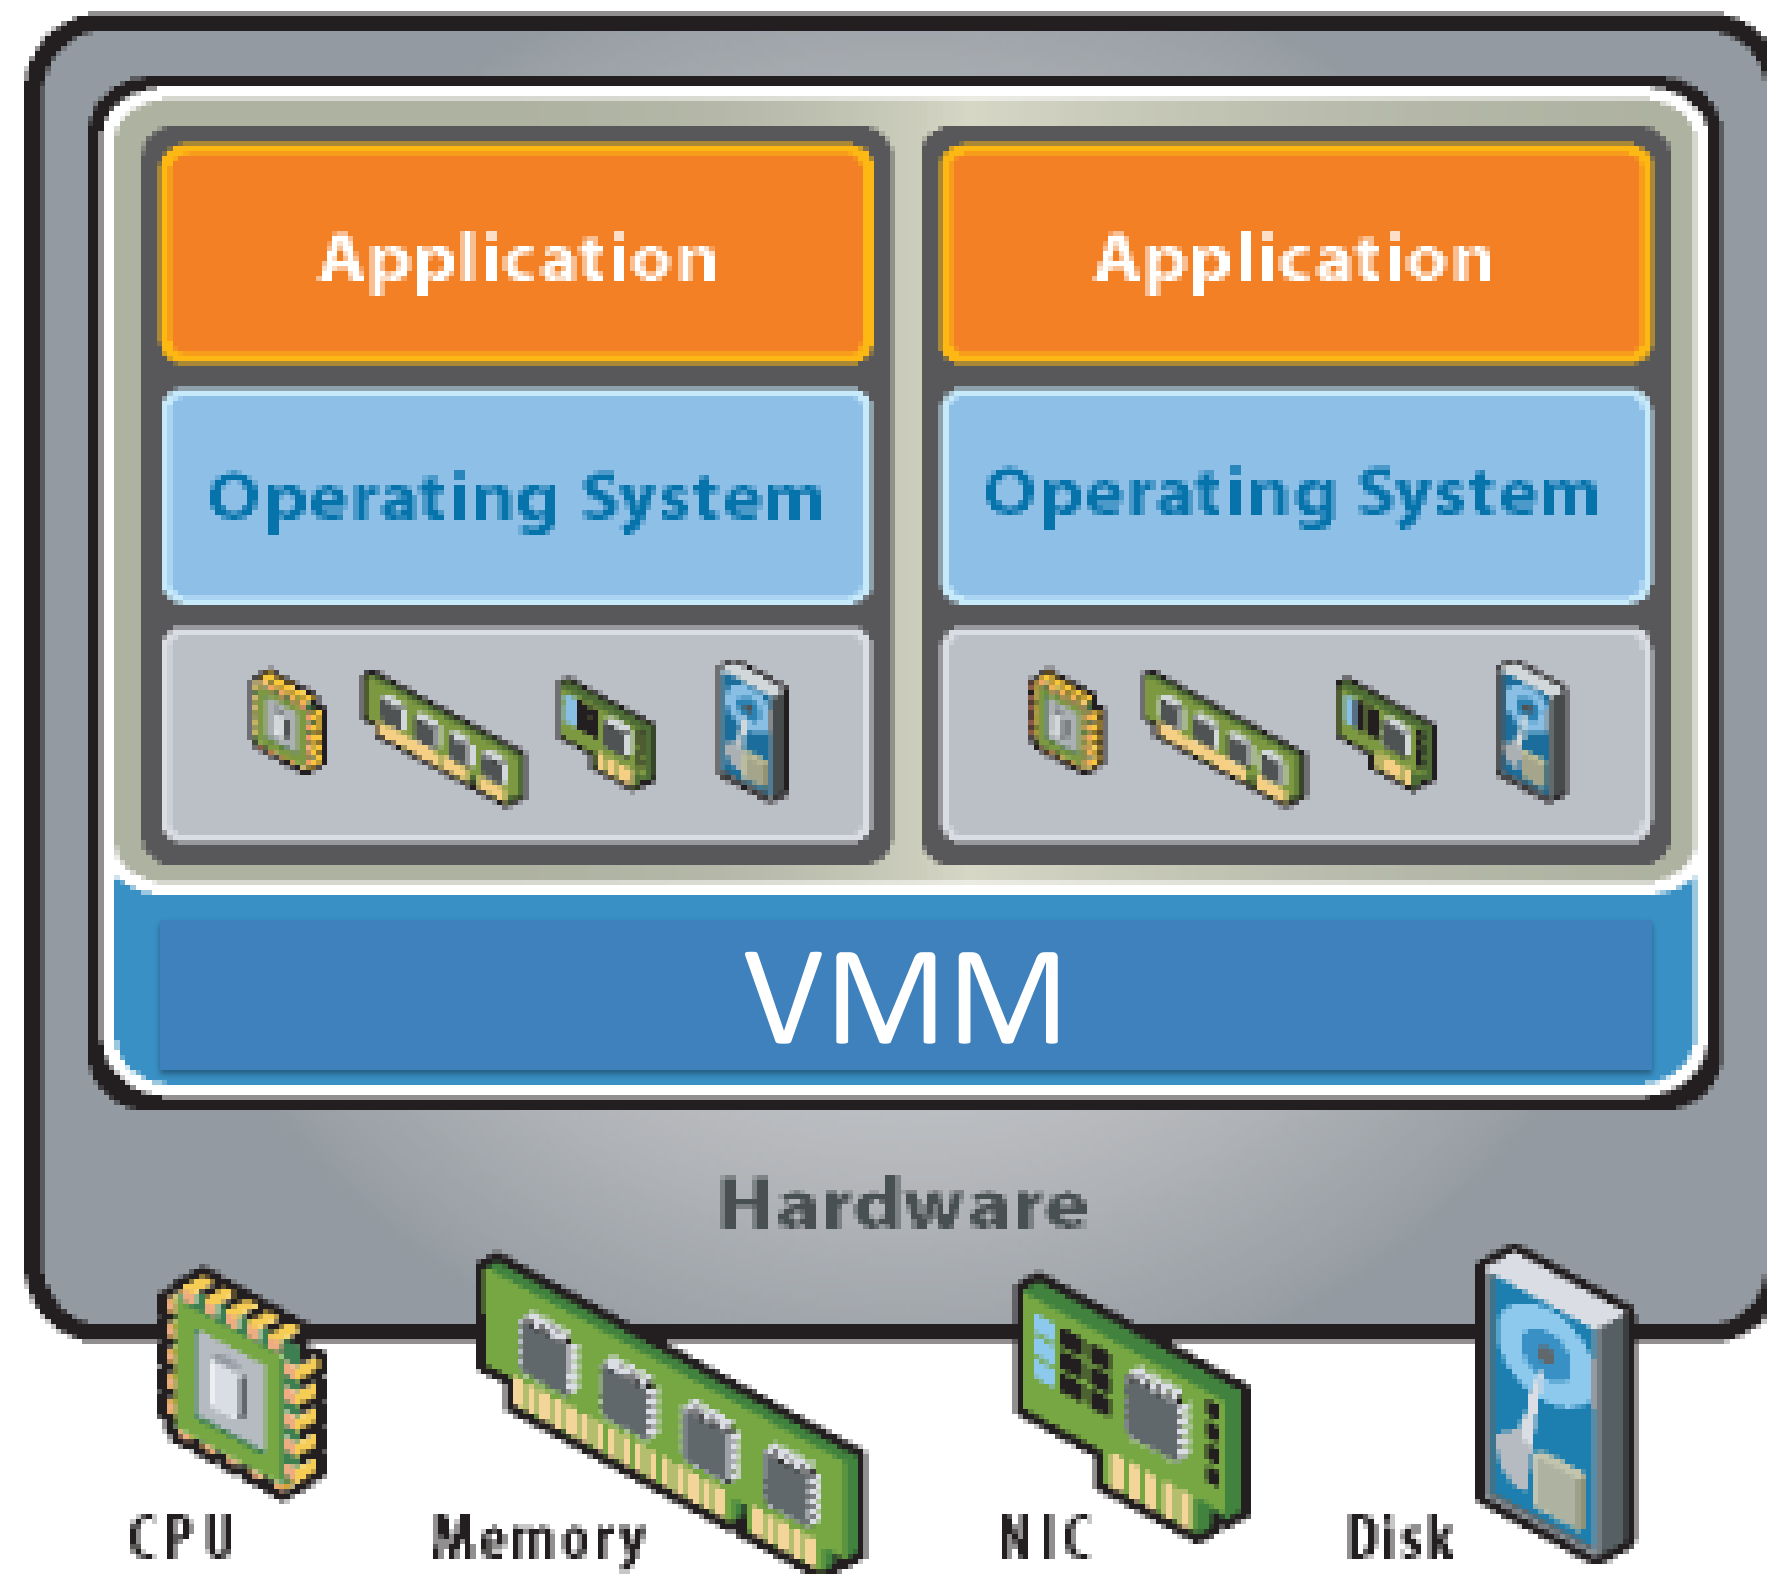 Application
Application
Operating System
Operating System
VMM
Hardware
CPU
Memory
NIC
Disk